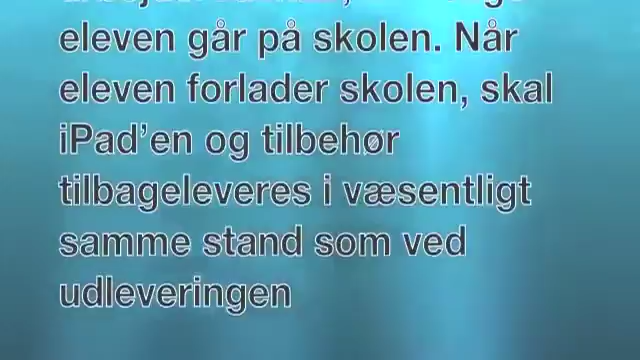 eleven går på skolen. Når
eleven forlader skolen, skal
iPad’en og tilbehør
tilbageleveres i væsentligt
samme stand som ved
udleveringen